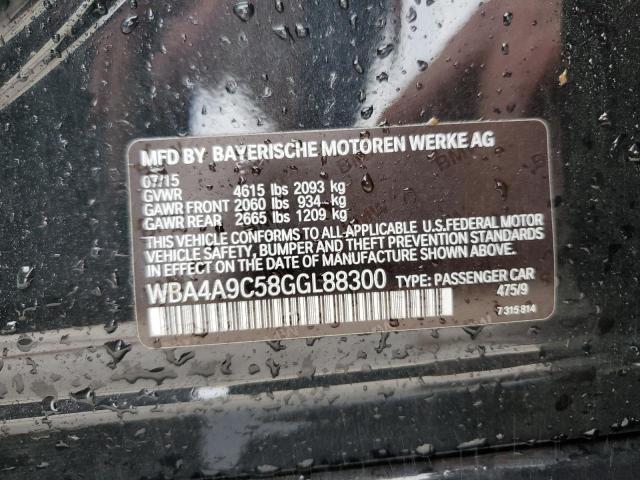 MFD BY BAYERISCHE MOTOREN WERKE AG
07/15
GVWR 4615 lbs 2093 kg
GAWR FRONT 2060 lbs 934 kg
GAWR REAR 2665 lbs 1209 kg
THIS VEHICLE CONFORMS TO ALL APPLICABLE U.S.FEDERAL MOTOR
VEHICLE SAFETY, BUMPER AND THEFT PREVENTION STANDARDS
IN EFFECT ON THE DATE OF MANUFACTURE SHOWN ABOVE.
WBA4A9C58GGL88300 TYPE: PASSENGER CAR
475/9
7 315 814